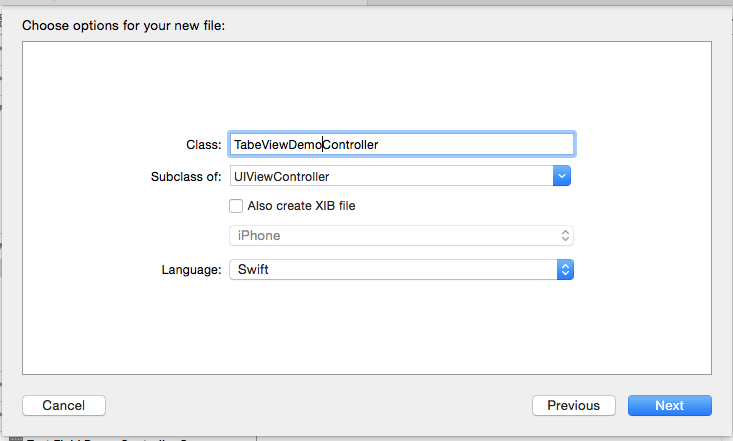 Choose options for your new file:
Class: TabeViewDemoController
Subclass of: UIViewController
Also create XIB file
iPhone
Language: Swift
Cancel Previous Next